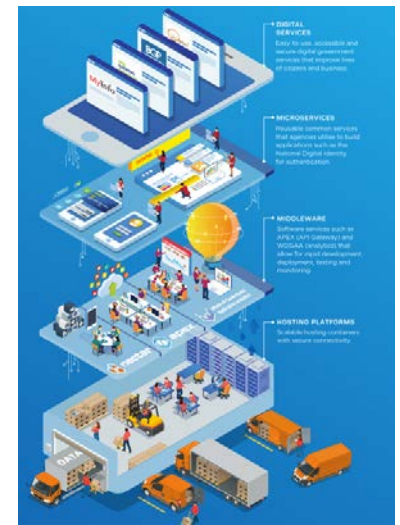 DIGITAL
SERVICES
Easy to use, accessible and
secure digital government
services that improve lives
of citizens and business.
MyInfo
BGP
MICROSERVICES
Reusable common services
that agencies utilise to build
applications such as the
National Digital Identity
for authentication.
MIDDLEWARE
Software services such as
APEX (API Gateway) and
WOGAA (analytics) that
allow for rapid development,
deployment, testing and
monitoring.
nectar
apex
HOSTING PLATFORMS
Scalable hosting containers
with secure connectivity.
DATA